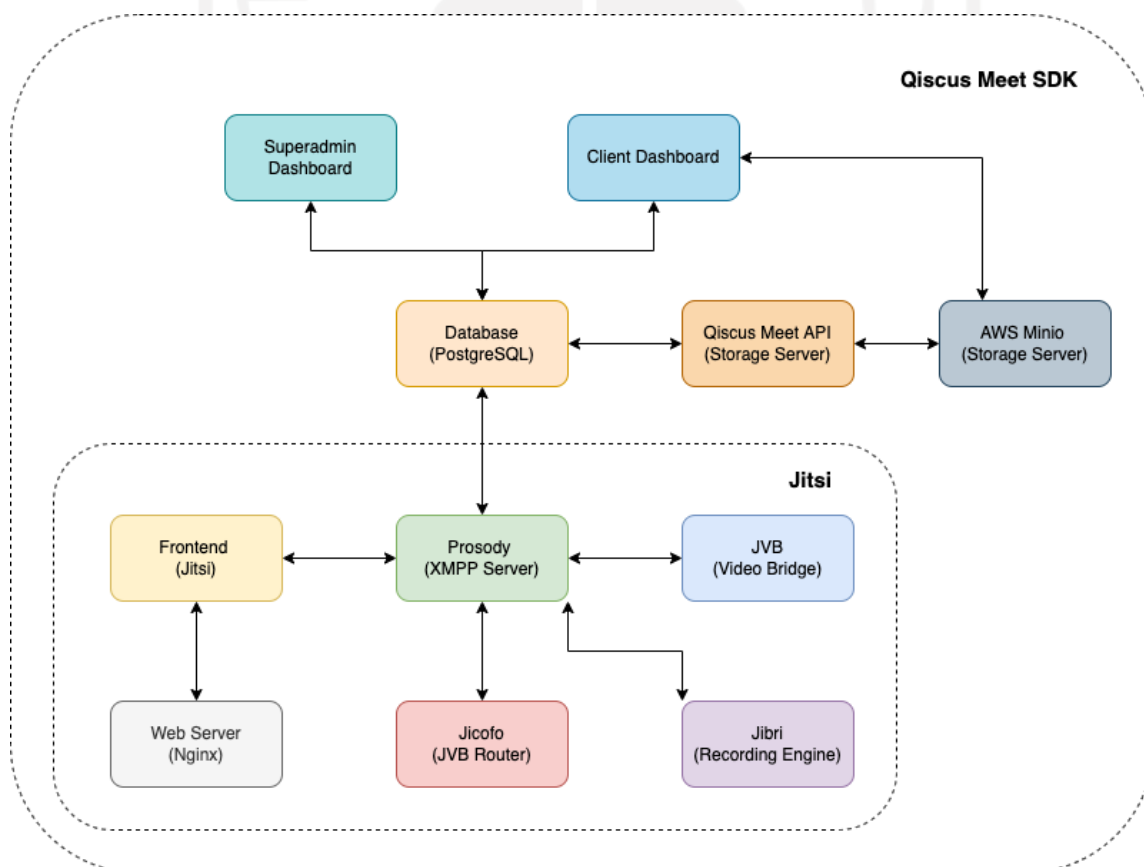 Qiscus Meet SDK
Superadmin
Dashboard
Client Dashboard
Database
(PostgreSQL)
Qiscus Meet API
(Storage Server)
AWS Minio
(Storage Server)
Jitsi
Frontend
(Jitsi)
Prosody
(XMPP Server)
JVB
(Video Bridge)
Web Server
(Nginx)
Jicofo
(JVB Router)
Jibri
(Recording Engine)